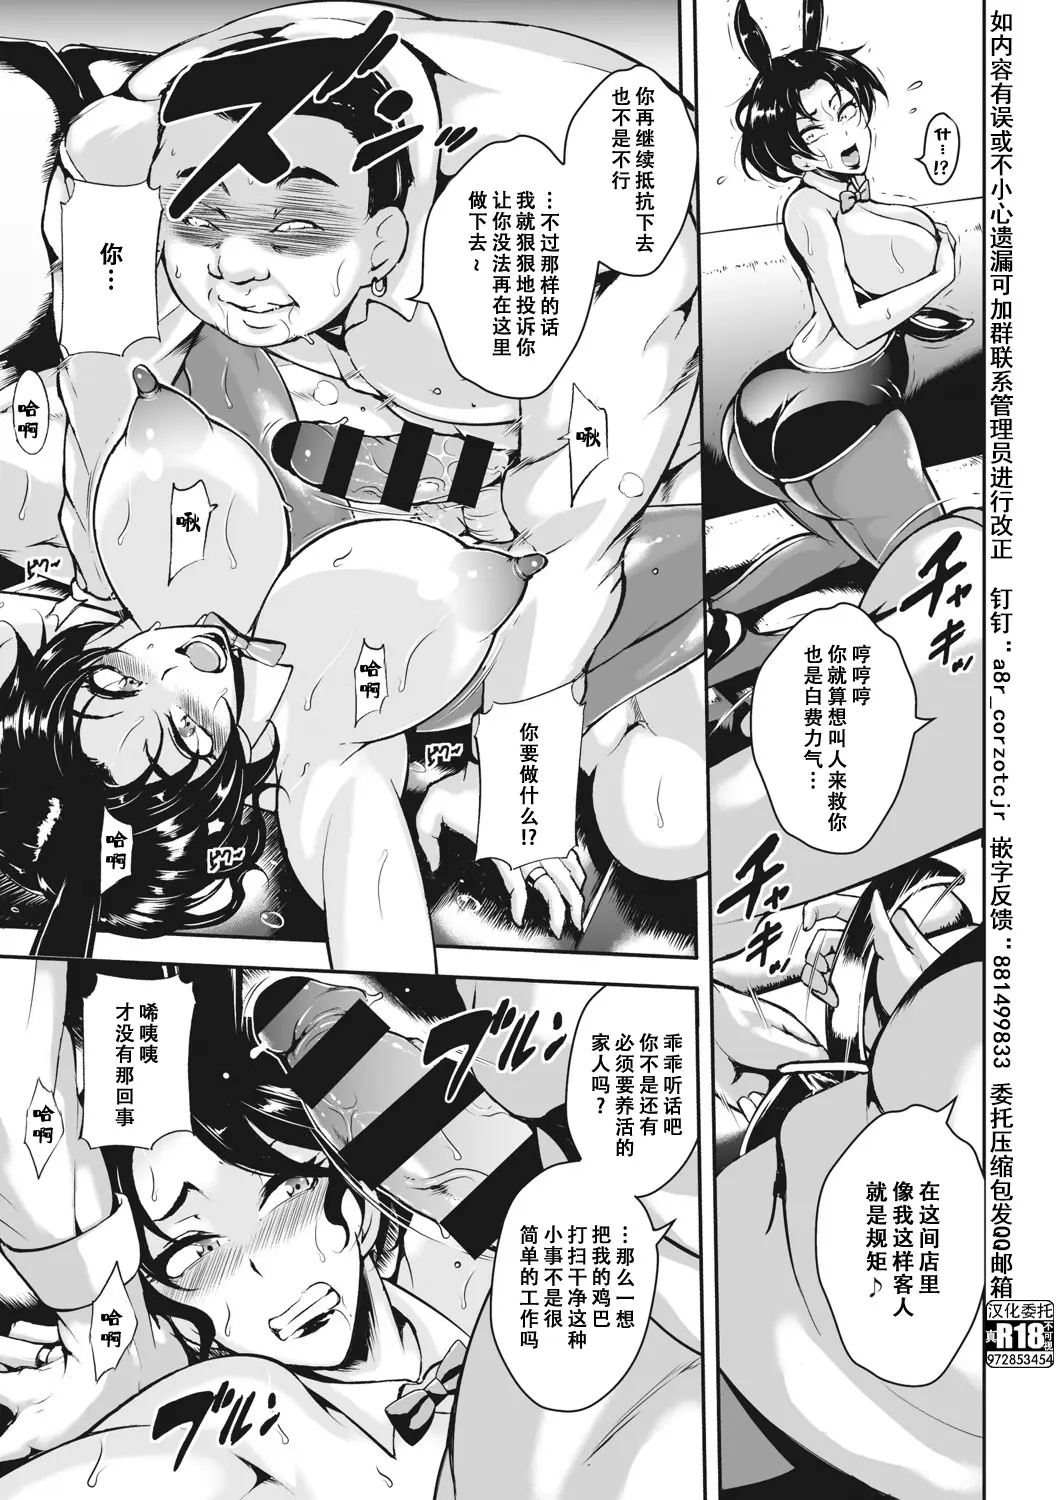 什…!?
チャ
キッ
哼哼哼
你就算想叫人来救你
也是白费力气…
チャ
キッ
在这间店里
像我这样客人
就是规矩♪
你再继续抵抗下去
也不是不行
…不过那样的话
我就狠狠地投诉你
让你没法再在这里
做下去~
ズン
你…
哈啊
啾
啾
ビクッ~
哈啊
ビクッ~
哈啊
你要做什么!?
乖乖听话吧
你不是还有
必须要养活的
家人吗?
…那么一想
把我的鸡巴
打扫干净这种
小事不是很
简单的工作吗
ブルン
唏咦咦
才没有那回事
哈啊
哈啊
ブルン
如内容有误或不小心遗漏可加群联系管理员进行改正 钉钉"a8r_corzotcjr 嵌字反馈"881499833 委托压缩包发QQ邮箱
汉化委托
真R18不可视
972853454